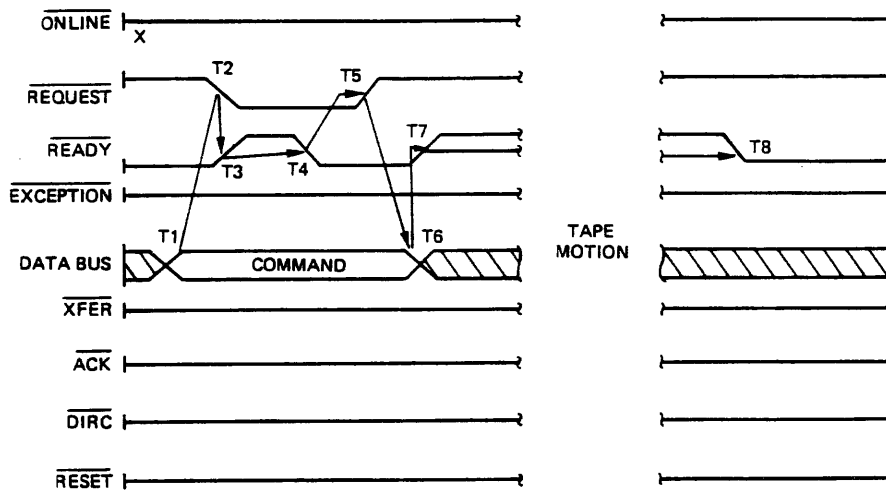 ONLINE
X
T2
T5
REQUEST
T7
READY
T3
T4
T8
EXCEPTION
T1
T6
TAPE
MOTION
DATA BUS
COMMAND
XFER
ACK
DIRC
RESET